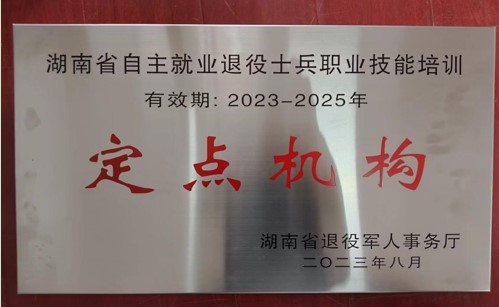 湖南省自主就业退役士兵职业技能培训
有效期: 2023-2025年
定点机构
湖南省退役军人事务厅
二〇二三年八月